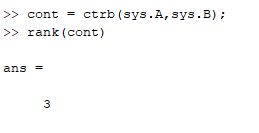 >> cont = ctrb(sys.A,sys.B);
>> rank(cont)
ans =
3